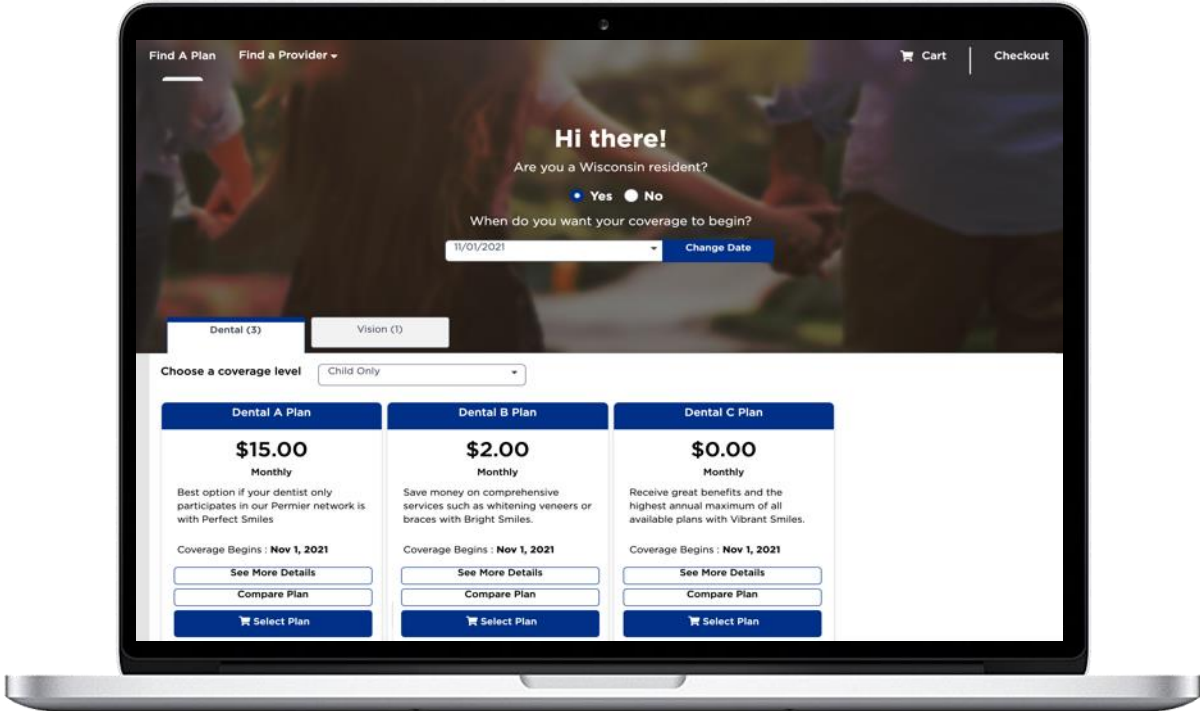 Find A Plan Find a Provider Cart Checkout
Hi there!
Are you a Wisconsin resident?
Yes No
When do you want your coverage to begin?
11/01/2021 Change Date
Dental (3) Vision (1)
Choose a coverage level Child Only
Dental A Plan
$15.00
Monthly
Best option if your dentist only
participates in our Permier network is
with Perfect Smiles
Coverage Begins : Nov 1, 2021
See More Details
Compare Plan
Select Plan
Dental B Plan
$2.00
Monthly
Save money on comprehensive
services such as whitening veneers or
braces with Bright Smiles.
Coverage Begins : Nov 1, 2021
See More Details
Compare Plan
Select Plan
Dental C Plan
$0.00
Monthly
Receive great benefits and the
highest annual maximum of all
available plans with Vibrant Smiles.
Coverage Begins : Nov 1, 2021
See More Details
Compare Plan
Select Plan